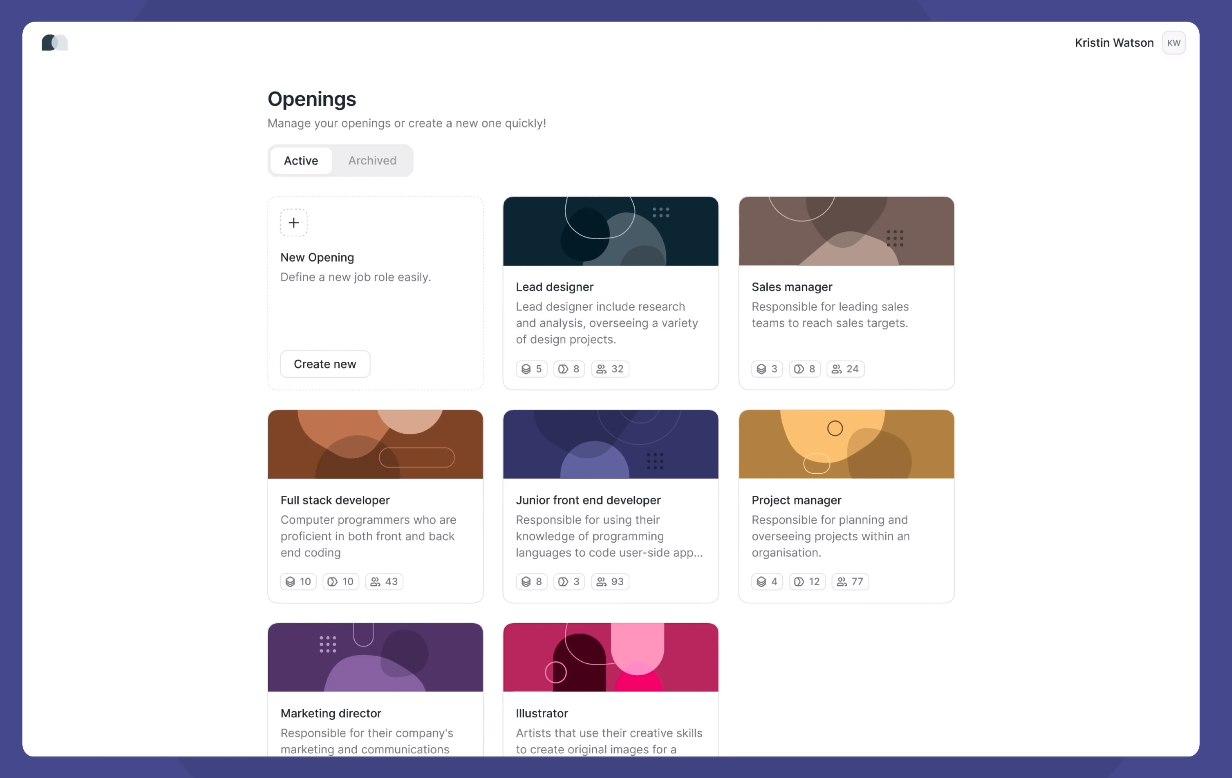 Kristin Watson KW
Openings
Manage your openings or create a new one quickly!
Active Archived
New Opening
Define a new job role easily.
Create new
Lead designer
Lead designer include research
and analysis, overseeing a variety
of design projects.
5 8 32
Sales manager
Responsible for leading sales
teams to reach sales targets.
3 8 24
Full stack developer
Computer programmers who are
proficient in both front and back
end coding
10 10 43
Junior front end developer
Responsible for using their
knowledge of programming
languages to code user-side app...
8 3 93
Project manager
Responsible for planning and
overseeing projects within an
organisation.
4 12 77
Marketing director
Responsible for their company's
marketing and communications
Illustrator
Artists that use their creative skills
to create original images for a